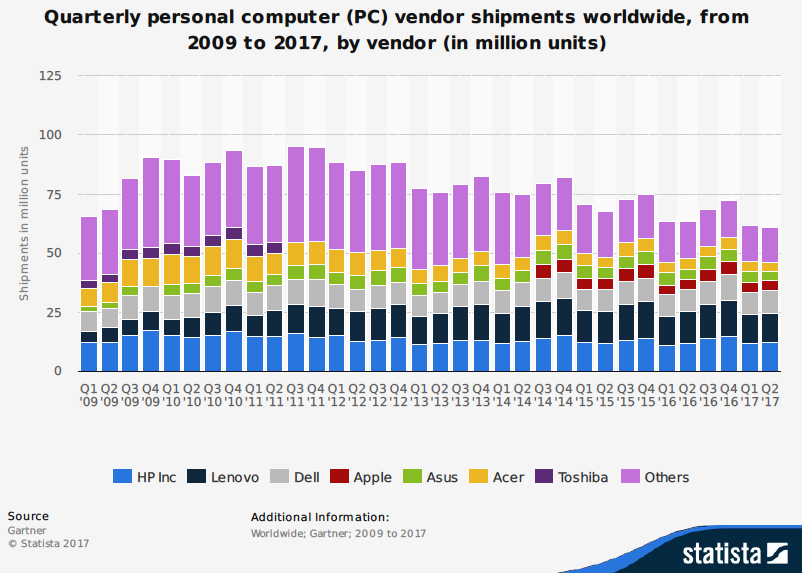 Quarterly personal computer (PC) vendor shipments worldwide, from
2009 to 2017, by vendor (in million units)
Shipments in million units
125
100
75
50
25
0
Q1 Q2 Q3 Q4 Q1 Q2 Q3 Q4 Q1 Q2 Q3 Q4 Q1 Q2 Q3 Q4 Q1 Q2 Q3 Q4 Q1 Q2 Q3 Q4 Q1 Q2 Q3 Q4 Q1 Q2 Q3 Q4 Q1 Q2
'09 '09 '09 '09 '10 '10 '10 '10 '11 '11 '11 '11 '12 '12 '12 '12 '13 '13 '13 '13 '14 '14 '14 '14 '15 '15 '15 '15 '16 '16 '16 '16 '17 '17
HP Inc Lenovo Dell Apple Asus Acer Toshiba Others
Source
Gartner
© Statista 2017
Additional Information:
Worldwide; Gartner; 2009 to 2017
statista